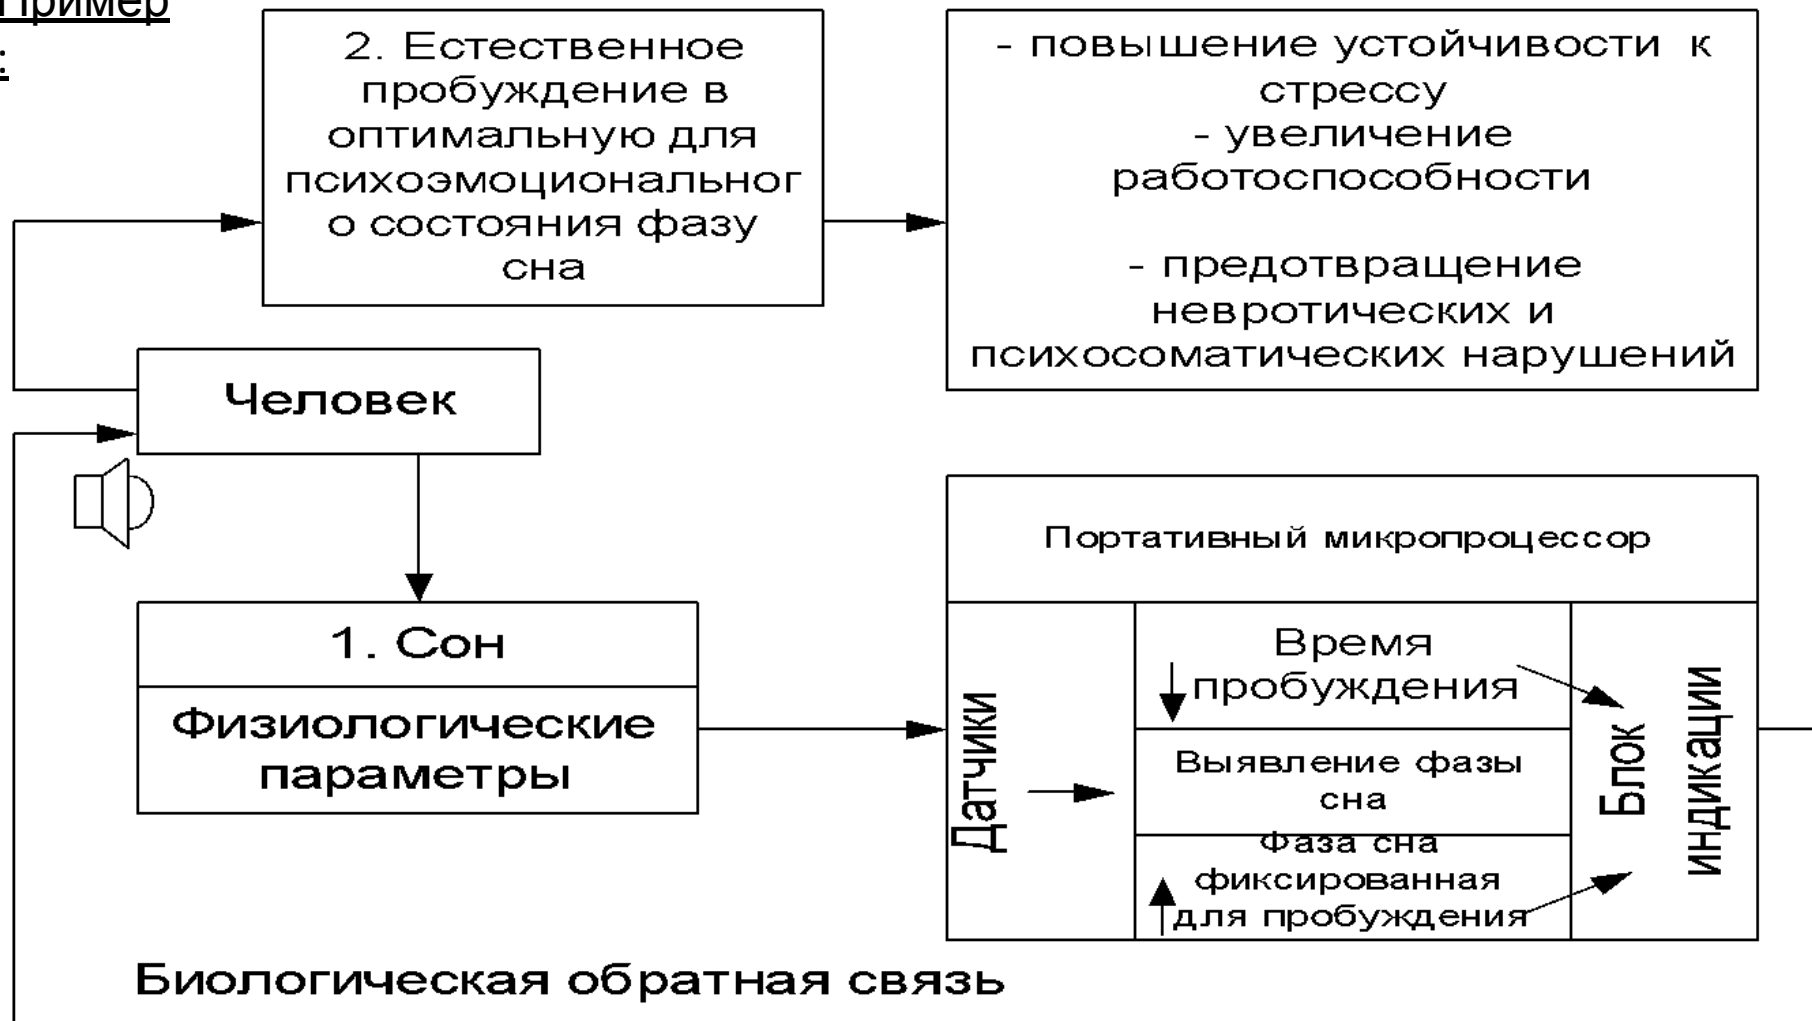 Пример
:
2. Естественное
пробуждение в
оптимальную для
психоэмоциональног
о состояния фазу
сна
- повышение устойчивости к
стрессу
- увеличение
работоспособности
- предотвращение
невротических и
психосоматических нарушений
Человек
1. Сон
Физиологические
параметры
Портативный микропроцессор
Датчики
Время
пробуждения
Выявление фазы
сна
Фаза сна
фиксированная
для пробуждения
Блок
индикации
Биологическая обратная связь